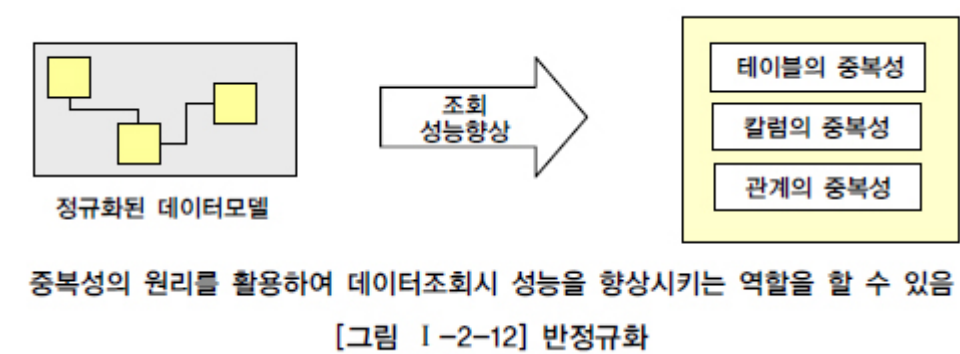 정규화된 데이터모델
조회
성능향상
테이블의 중복성
칼럼의 중복성
관계의 중복성
중복성의 원리를 활용하여 데이터조회시 성능을 향상시키는 역할을 할 수 있음
[그림 Ⅰ-2-12] 반정규화